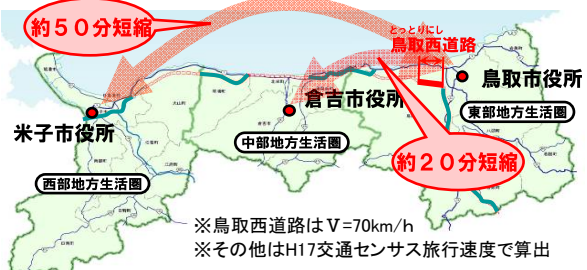 約５０分短縮
とっとりにし
鳥取西道路
鳥取市役所
倉吉市役所
米子市役所
東部地方生活圏
中部地方生活圏
約２０分短縮
西部地方生活圏
※鳥取西道路はＶ=70km/h
※その他はH17交通センサス旅行速度で算出